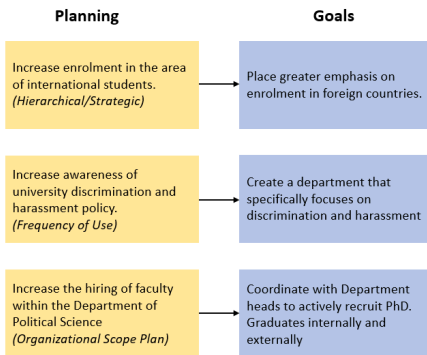 Planning
Goals
Increase enrolment in the area
of international students.
(Hierarchical/Strategic)
Place greater emphasis on
enrolment in foreign countries.
Increase awareness of
university discrimination and
harassment policy.
(Frequency of Use)
Create a department that
specifically focuses on
discrimination and harassment
Increase the hiring of faculty
within the Department of
Political Science
(Organizational Scope Plan)
Coordinate with Department
heads to actively recruit PhD.
Graduates internally and
externally